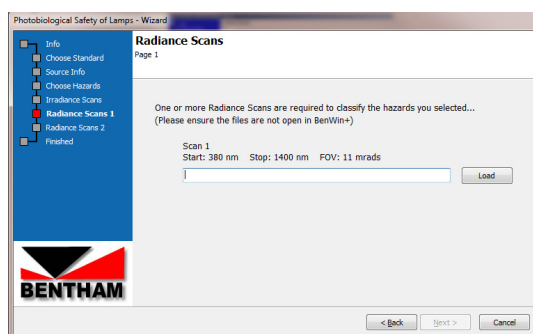 Photobiological Safety of Lamps - Wizard
Info
Choose Standard
Source Info
Choose Hazards
Irradiance Scans
Radiance Scans 1
Radiance Scans 2
Finished
BENTHAM
Radiance Scans
Page 1
One or more Radiance Scans are required to classify the hazards you selected...
(Please ensure the files are not open in BenWin+)
Scan 1
Start: 380 nm Stop: 1400 nm FOV: 11 mrads
Load
< Back Next > Cancel